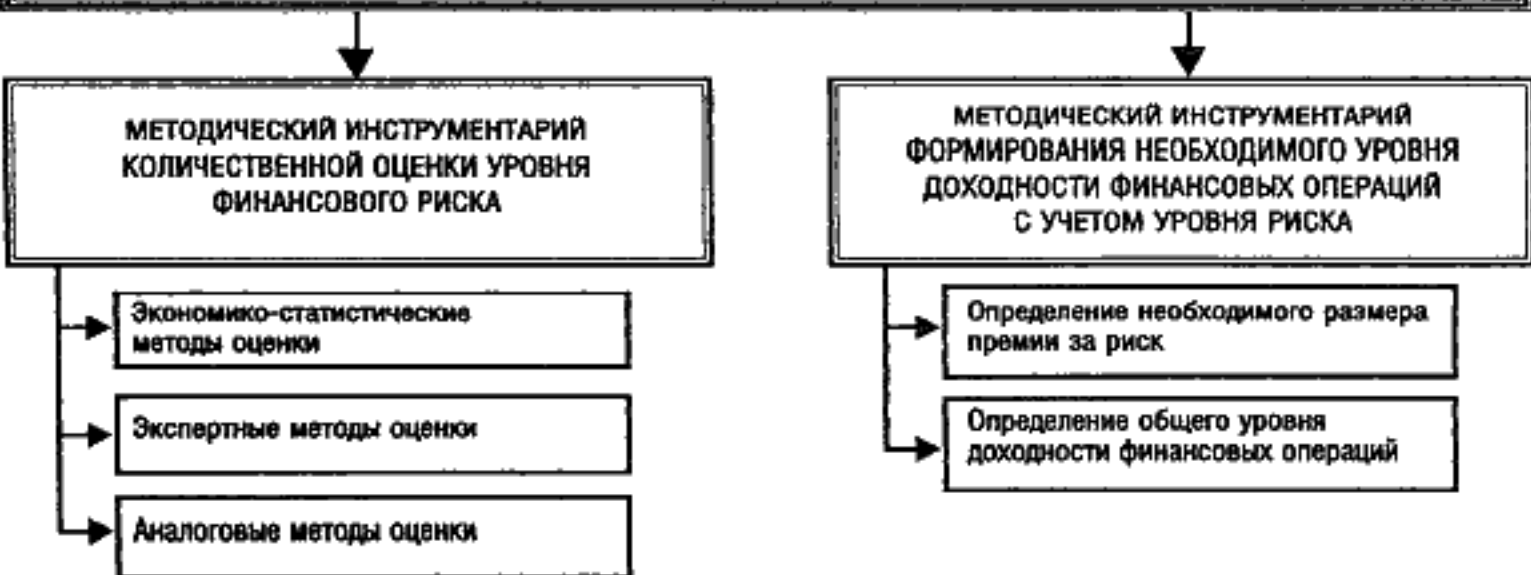 МЕТОДИЧЕСКИЙ ИНСТРУМЕНТАРИЙ
КОЛИЧЕСТВЕННОЙ ОЦЕНКИ УРОВНЯ
ФИНАНСОВОГО РИСКА
Экономико-статистические
методы оценки
Экспертные методы оценки
Аналоговые методы оценки
МЕТОДИЧЕСКИЙ ИНСТРУМЕНТАРИЙ
ФОРМИРОВАНИЯ НЕОБХОДИМОГО УРОВНЯ
ДОХОДНОСТИ ФИНАНСОВЫХ ОПЕРАЦИЙ
С УЧЕТОМ УРОВНЯ РИСКА
Определение необходимого размера
премии за риск
Определение общего уровня
доходности финансовых операций